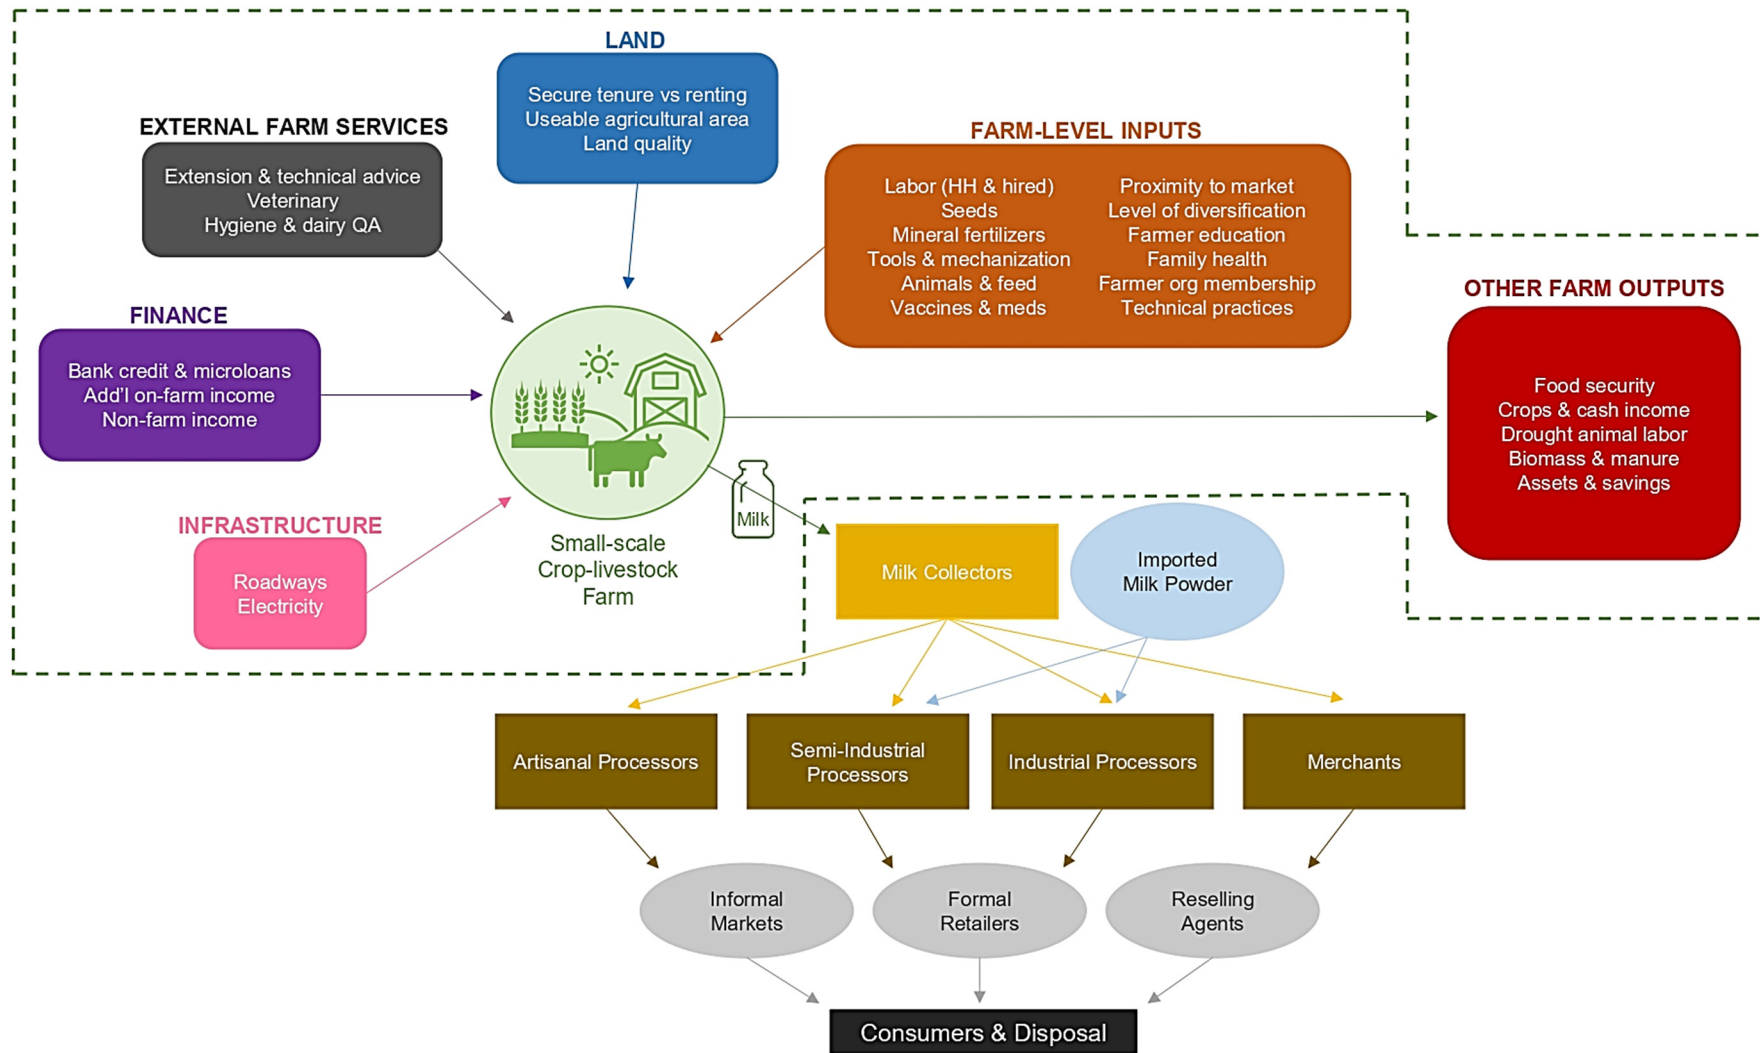 LAND
Secure tenure vs renting
Useable agricultural area
Land quality
EXTERNAL FARM SERVICES
Extension & technical advice
Veterinary
Hygiene & dairy QA
FARM-LEVEL INPUTS
Labor (HH & hired)
Seeds
Mineral fertilizers
Tools & mechanization
Animals & feed
Vaccines & meds
Proximity to market
Level of diversification
Farmer education
Family health
Farmer org membership
Technical practices
FINANCE
Bank credit & microloans
Add'l on-farm income
Non-farm income
OTHER FARM OUTPUTS
Food security
Crops & cash income
Drought animal labor
Biomass & manure
Assets & savings
INFRASTRUCTURE
Roadways
Electricity
Small-scale
Crop-livestock
Farm
Milk
Milk Collectors
Imported
Milk Powder
Artisanal Processors
Semi-Industrial
Processors
Industrial Processors
Merchants
Informal
Markets
Formal
Retailers
Reselling
Agents
Consumers & Disposal